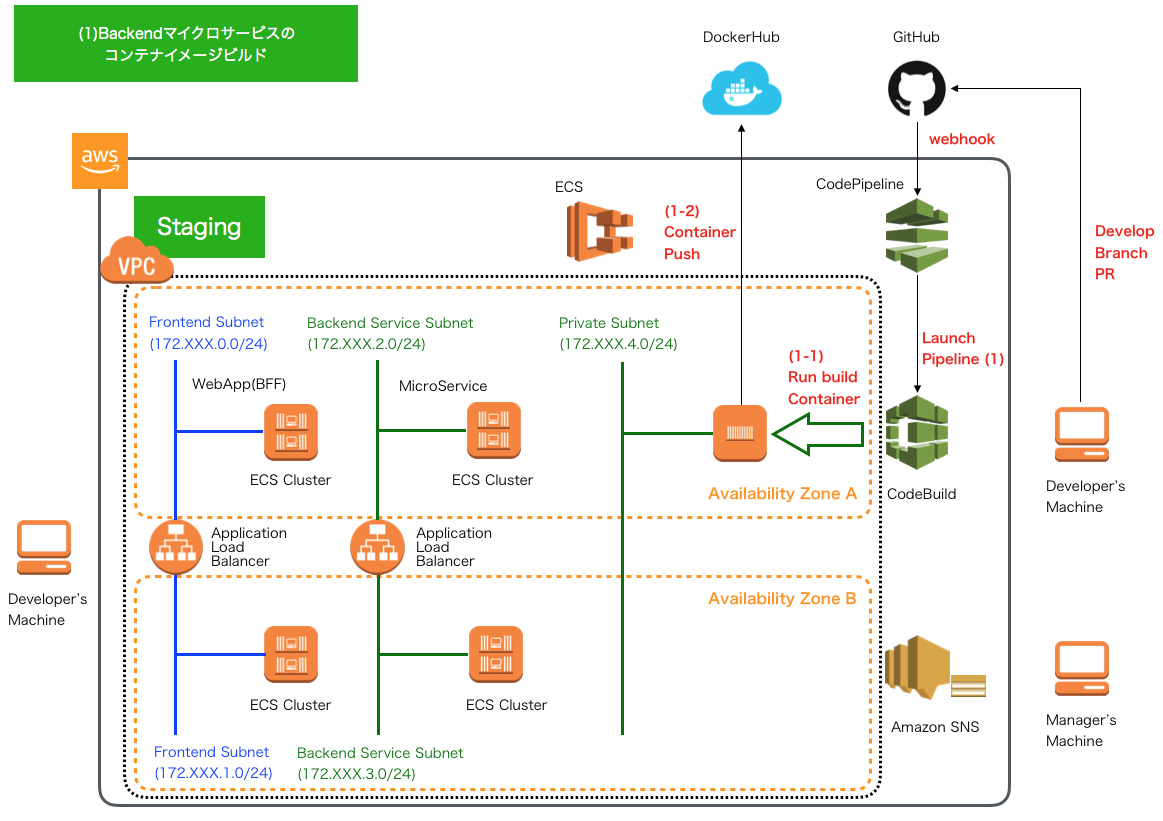 (1)Backendマイクロサービスの
コンテナイメージビルド
DockerHub
GitHub
webhook
aws
CodePipeline
ECS
Staging
(1-2)
Container
Push
VPC
Develop
Branch
PR
Frontend Subnet
(172.XXX.0.0/24)
Backend Service Subnet
(172.XXX.2.0/24)
Private Subnet
(172.XXX.4.0/24)
Launch
Pipeline (1)
(1-1)
Run build
Container
WebApp(BFF)
MicroService
ECS Cluster
ECS Cluster
Availability Zone A
CodeBuild
Developer's
Machine
Application
Load
Balancer
Application
Load
Balancer
Developer's
Machine
Availability Zone B
ECS Cluster
ECS Cluster
Amazon SNS
Manager's
Machine
Frontend Subnet
(172.XXX.1.0/24)
Backend Service Subnet
(172.XXX.3.0/24)